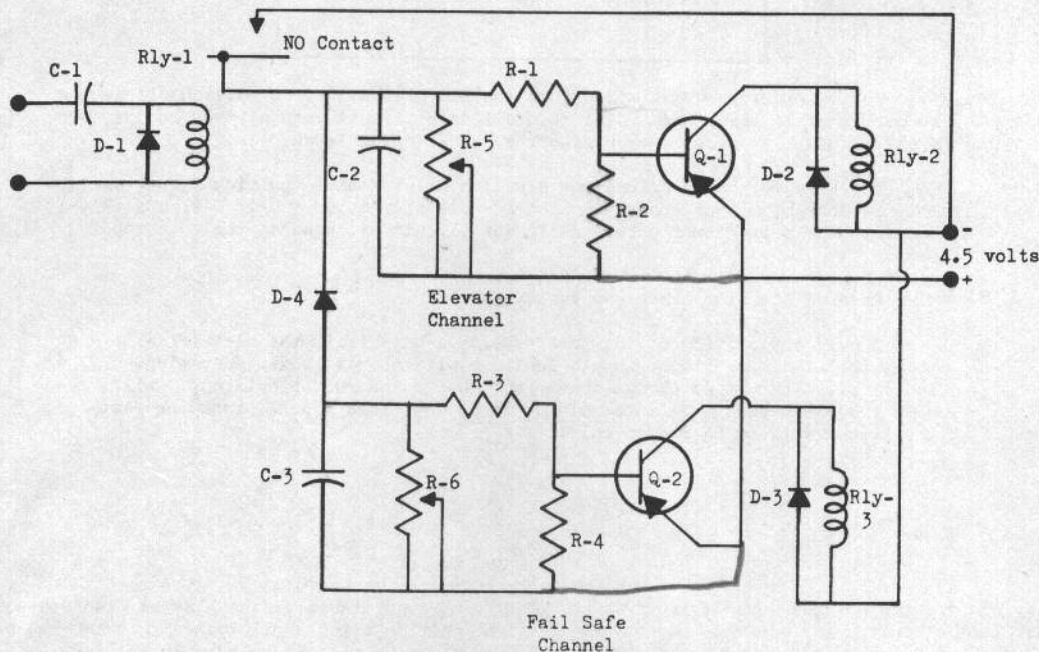 NO Contact
Rly-1
C-1
D-1
R-1
C-2
R-5
R-2
Q-1
D-2
Rly-2
-
4.5 volts
+
Elevator
Channel
D-4
R-3
C-3
R-6
R-4
Q-2
D-3
Rly-
3
Fail Safe
Channel